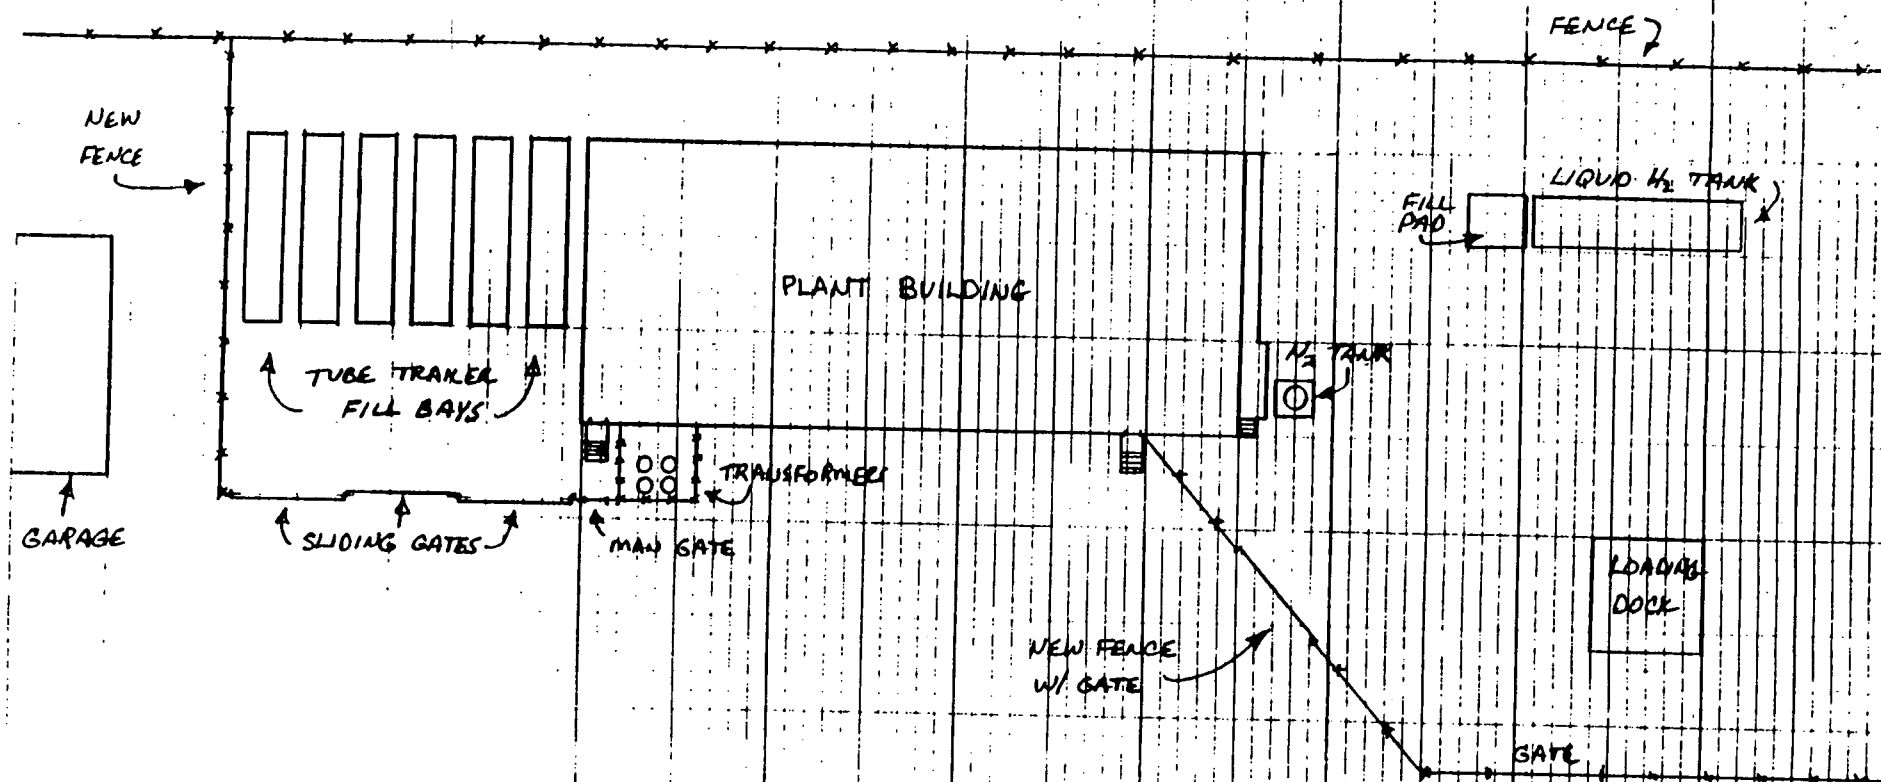 FENCE
NEW
FENCE
LIQUID H2 TANK
FILL
PAD
PLANT BUILDING
N2 TANK
TUBE TRAILER
FILL BAYS
TRANSFORMERS
GARAGE
SLIDING GATES
MAN GATE
LOADING
DOCK
NEW FENCE
W/ GATE
GATE